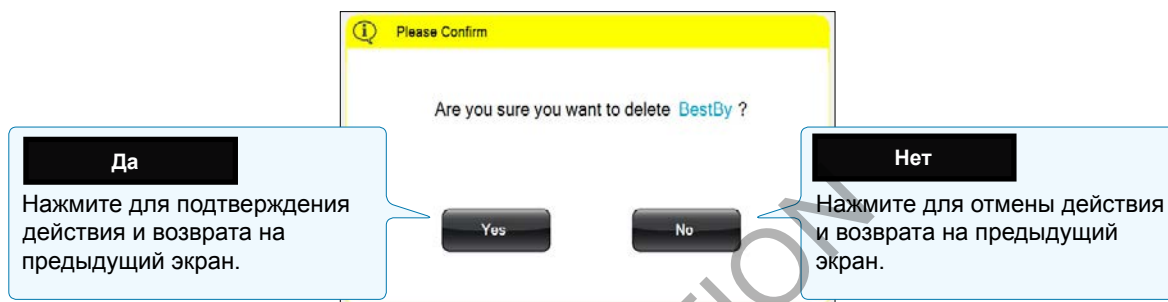 Please Confirm
Are you sure you want to delete BestBy ?
Да
Нажмите для подтверждения
действия и возврата на
предыдущий экран.
Yes
No
Нет
Нажмите для отмены действия
и возврата на предыдущий
экран.